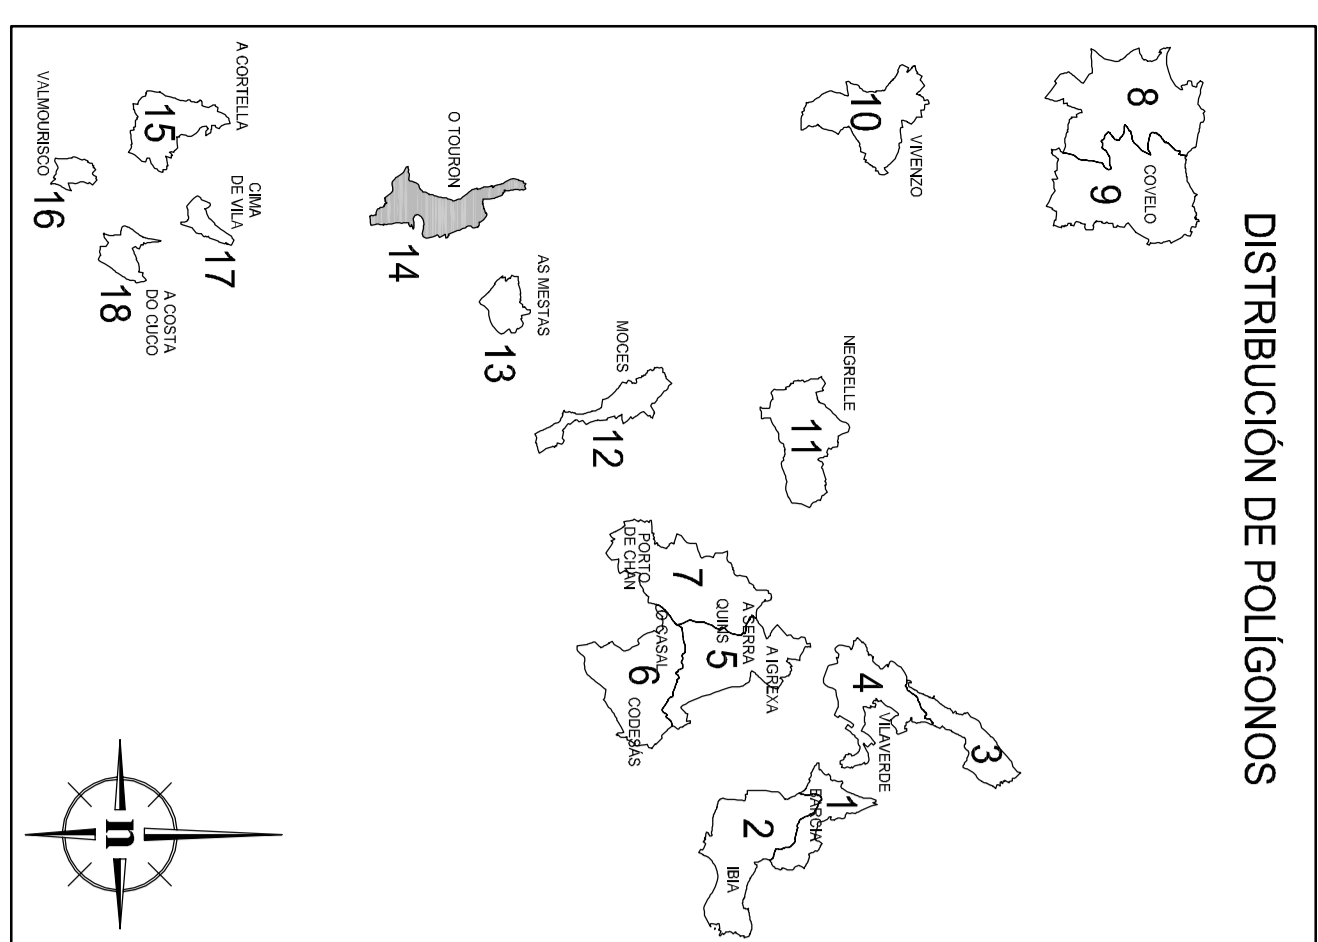 DISTRIBUCIÓN DE POLÍGONOS
8
COVELO
9
3
VIVENZO
10
VILAVERDE
4
NEGRELLE
11
1
BARCIA
A IGREXA
A SERRA
QUINS
5
2
IBIA
7
PORTO
DE CHAN
O CASAL
6
CODESÁS
MOCES
12
AS MESTAS
13
O TOURON
14
A CORTELLA
15
CIMA
DE VILA
17
A COSTA
DO CUCO
18
VALMOURISCO
16
n